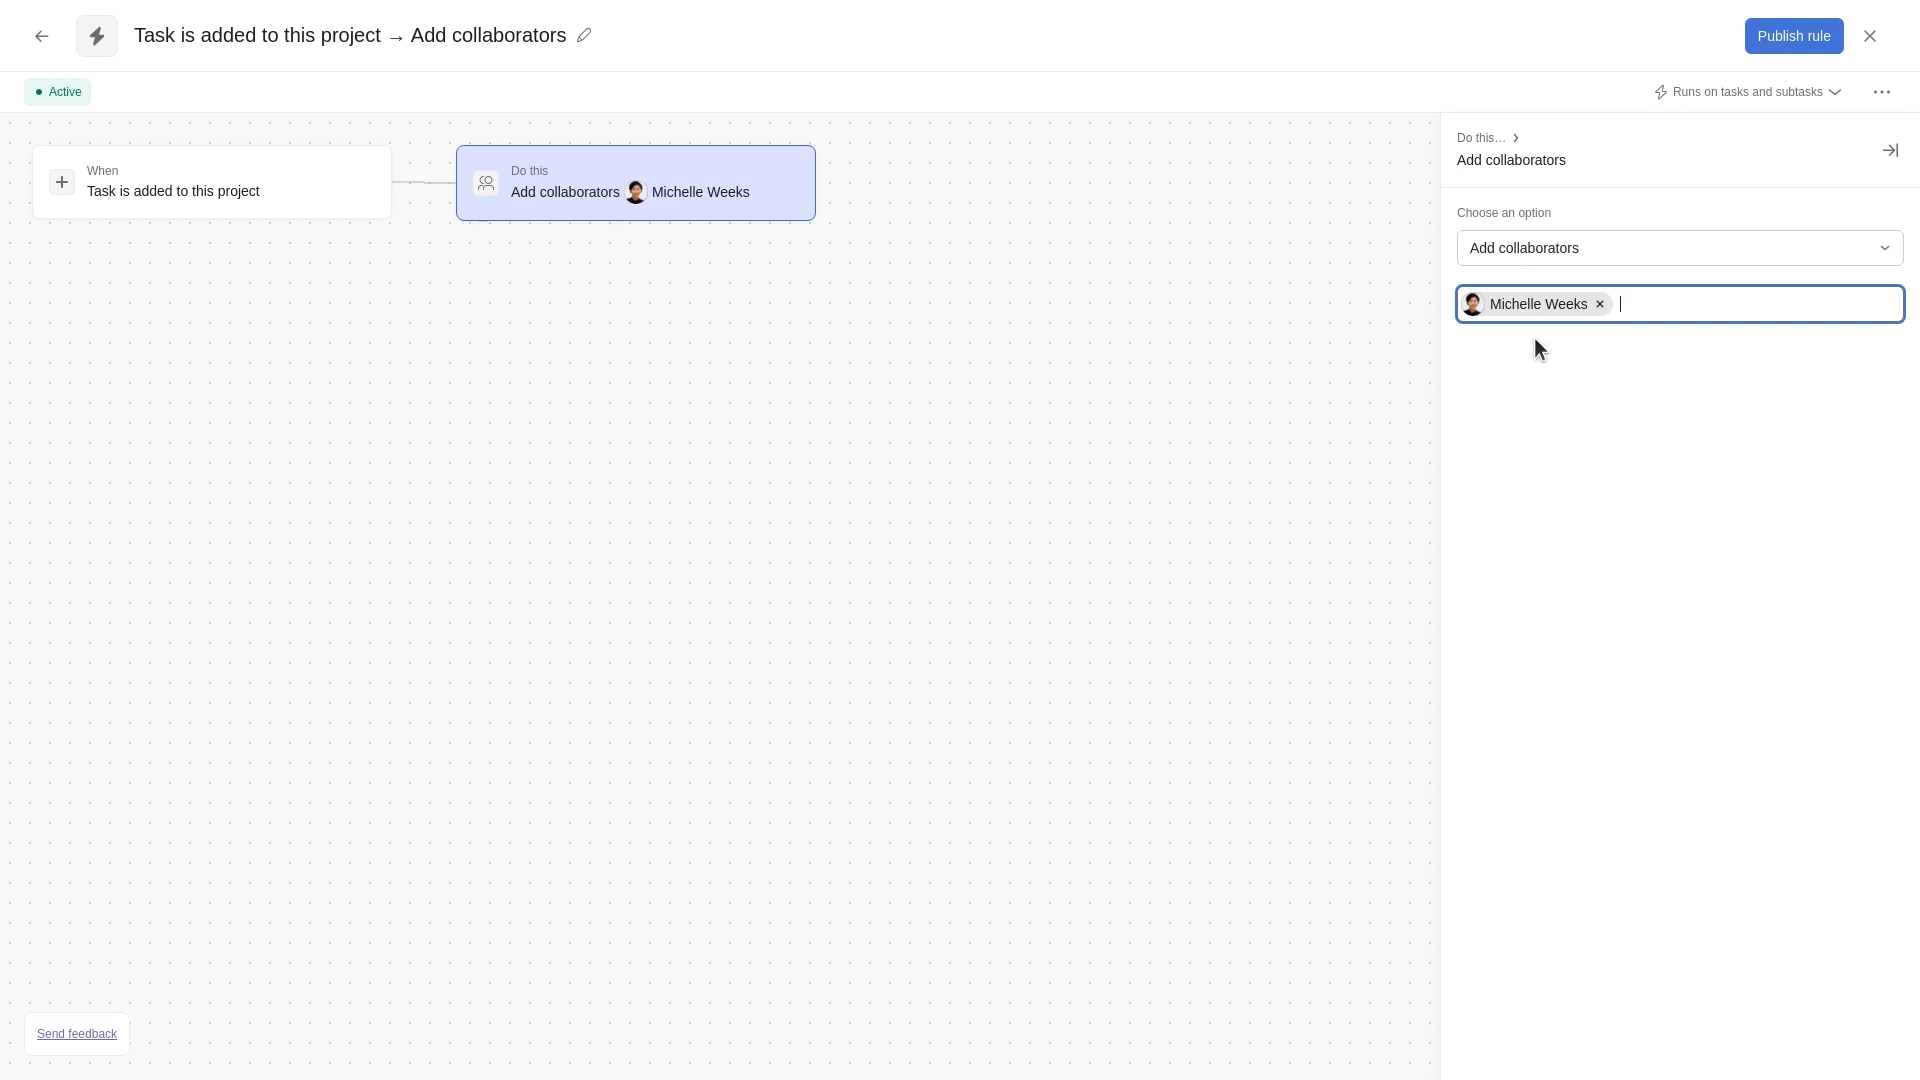 Task is added to this project → Add collaborators
Publish rule
Active
Runs on tasks and subtasks
When
Task is added to this project
Do this
Add collaborators Michelle Weeks
Do this...
Add collaborators
Choose an option
Add collaborators
Michelle Weeks
Send feedback